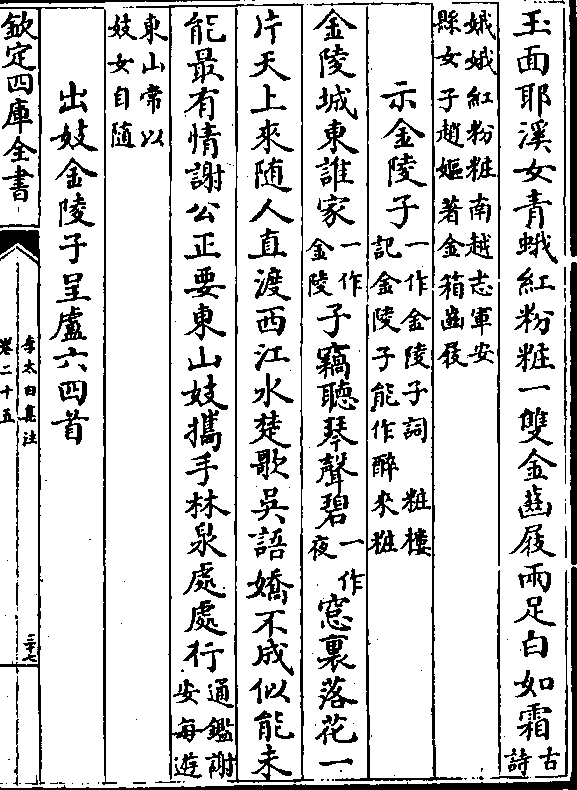 玉面耶溪女青蛾紅粉粧一雙金齒屐兩足白如霜古詩
娥娥紅粉粧南越志軍安
縣女子趙嫗著金箱齒屐
示金陵子一作金陵子詞 粧樓
記金陵子能作醉來粧
金陵城東誰家一作金陵子竊聽琴聲碧一作夜窓裏落花一
片天上來随人直渡西江水楚歌吳語嬌不成似能未
能最有情謝公正要東山妓攜手林泉處處行通鑑謝安每遊
東山常以
妓女自随
出妓金陵子呈盧六四首
欽定四庫全書
李太白集注
卷二十五
三十七